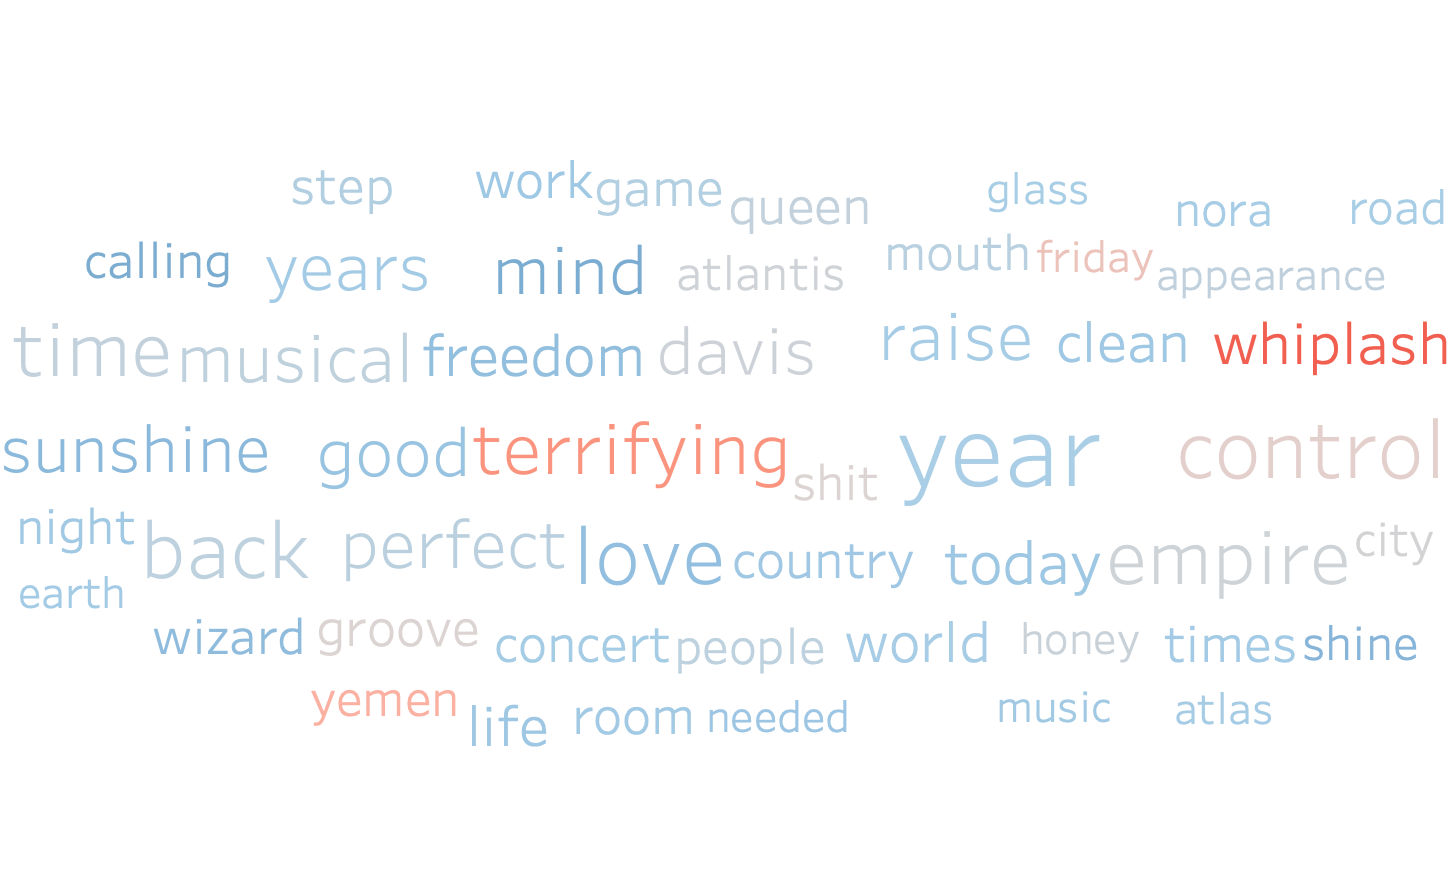 step work game queen glass nora road
calling years mind atlantis mouth friday appearance
time musical freedom davis raise clean whiplash
sunshine good terrifying shit year control
night back perfect love country today empire city
earth
wizard groove concert people world honey times shine
yemen life room needed music atlas